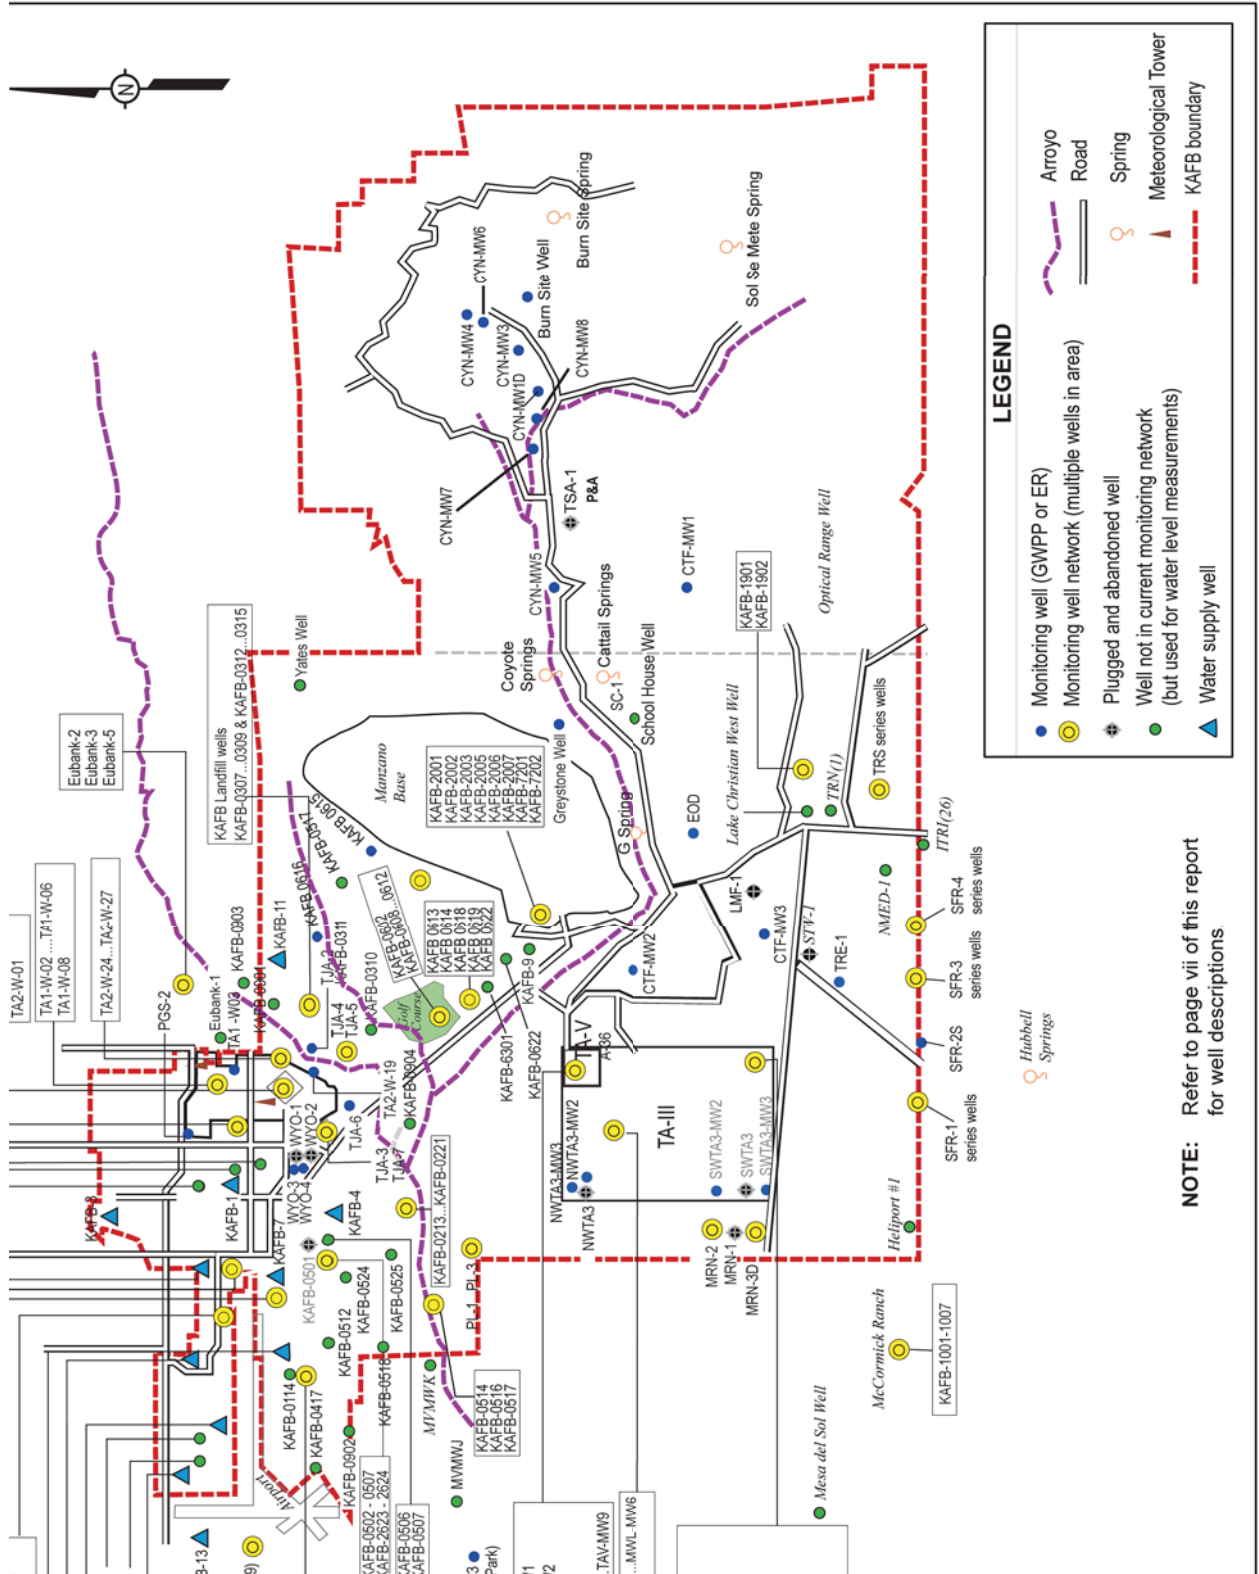 N
TA2-W-01
TA1-W-02 ....TA1-W-06
TA1-W-08
TA2-W-24...TA2-W-27
Eubank-2
Eubank-3
Eubank-5
PGS-2
Eubank-1
TA1 -W03
KAFB-0903
KAFB-0001
KAFB-11
KAFB Landfill wells
KAFB-0307...0309 & KAFB-0312...0315
Yates Well
KAFB 0616
KAFB-0517
KAFB 0615
TJA-2
KAFB-0311
TJA-4
TJA-5
KAFB-0310
Golf
Course
KAFB-0602
KAFB-0608...0612
KAFB 0613
KAFB 0614
KAFB 0618
KAFB 0619
KAFB 0622
Manzano
Base
KAFB-2001
KAFB-2002
KAFB-2003
KAFB-2005
KAFB-2006
KAFB-2007
KAFB-7201
KAFB-7202
Greystone Well
Coyote
Springs
Cattail Springs
SC-1
School House Well
G Spring
EOD
CYN-MW5
CYN-MW7
CYN-MW4
CYN-MW6
CYN-MW3
CYN-MW1D
CYN-MW8
Burn Site Well
Burn Site Spring
Sol Se Mete Spring
TSA-1
P&A
CTF-MW1
KAFB-1901
KAFB-1902
Optical Range Well
Lake Christian West Well
TRN(1)
TRS series wells
ITRI(26)
NMED-1
SFR-4
series wells
SFR-3
series wells
SFR-2S
SFR-1
series wells
LMF-1
CTF-MW3
STW-1
TRE-1
CTF-MW2
KAFB-9
KAFB-6301
KAFB-0622
TA-V
A-36
TA-III
NWTA3-MW3
NWTA3-MW2
NWTA3
SWTA3-MW2
SWTA3
SWTA3-MW3
MRN-2
MRN-1
MRN-3D
Heliport #1
Hubbell
Springs
McCormick Ranch
KAFB-1001-1007
Mesa del Sol Well
KAFB-8
KAFB-1
KAFB-7
WYO-1
WYO-2
WYO-3
WYO-4
TJA-6
TJA-3
TJA-7
TA2-W-19
KAFB-0904
KAFB-4
KAFB-0501
KAFB-0213...KAFB-0221
KAFB-0524
KAFB-0525
KAFB-0512
KAFB-0518
KAFB-0114
KAFB-0417
KAFB-0902
Airport
PL-1
PL-3
MVMWK
MVMWJ
KAFB-0514
KAFB-0516
KAFB-0517
KAFB-0502 - 0507
KAFB-2623 - 2624
KAFB-0506
KAFB-0507
B-13
9)
3
Park)
TAV-MW9
...MWL-MW6
LEGEND
Monitoring well (GWPP or ER)
Monitoring well network (multiple wells in area)
Plugged and abandoned well
Well not in current monitoring network
(but used for water level measurements)
Water supply well
Arroyo
Road
Spring
Meteorological Tower
KAFB boundary
NOTE: Refer to page vii of this report
for well descriptions.